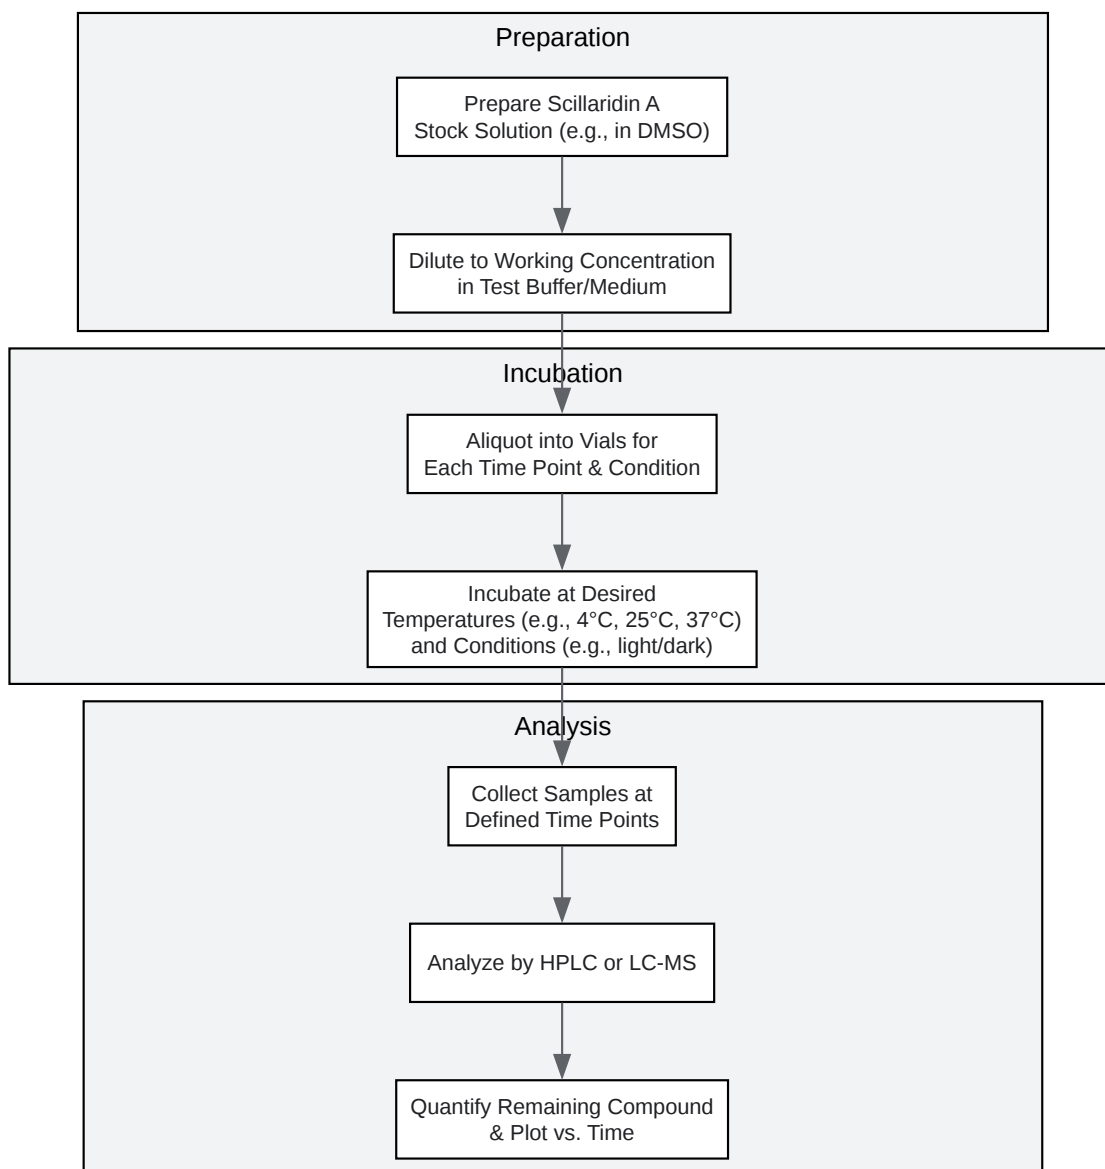 Preparation
Prepare Scillaridin A
Stock Solution (e.g., in DMSO)
Dilute to Working Concentration
in Test Buffer/Medium
Incubation
Aliquot into Vials for
Each Time Point & Condition
Incubate at Desired
Temperatures (e.g., 4°C, 25°C, 37°C)
and Conditions (e.g., light/dark)
Analysis
Collect Samples at
Defined Time Points
Analyze by HPLC or LC-MS
Quantify Remaining Compound
& Plot vs. Time